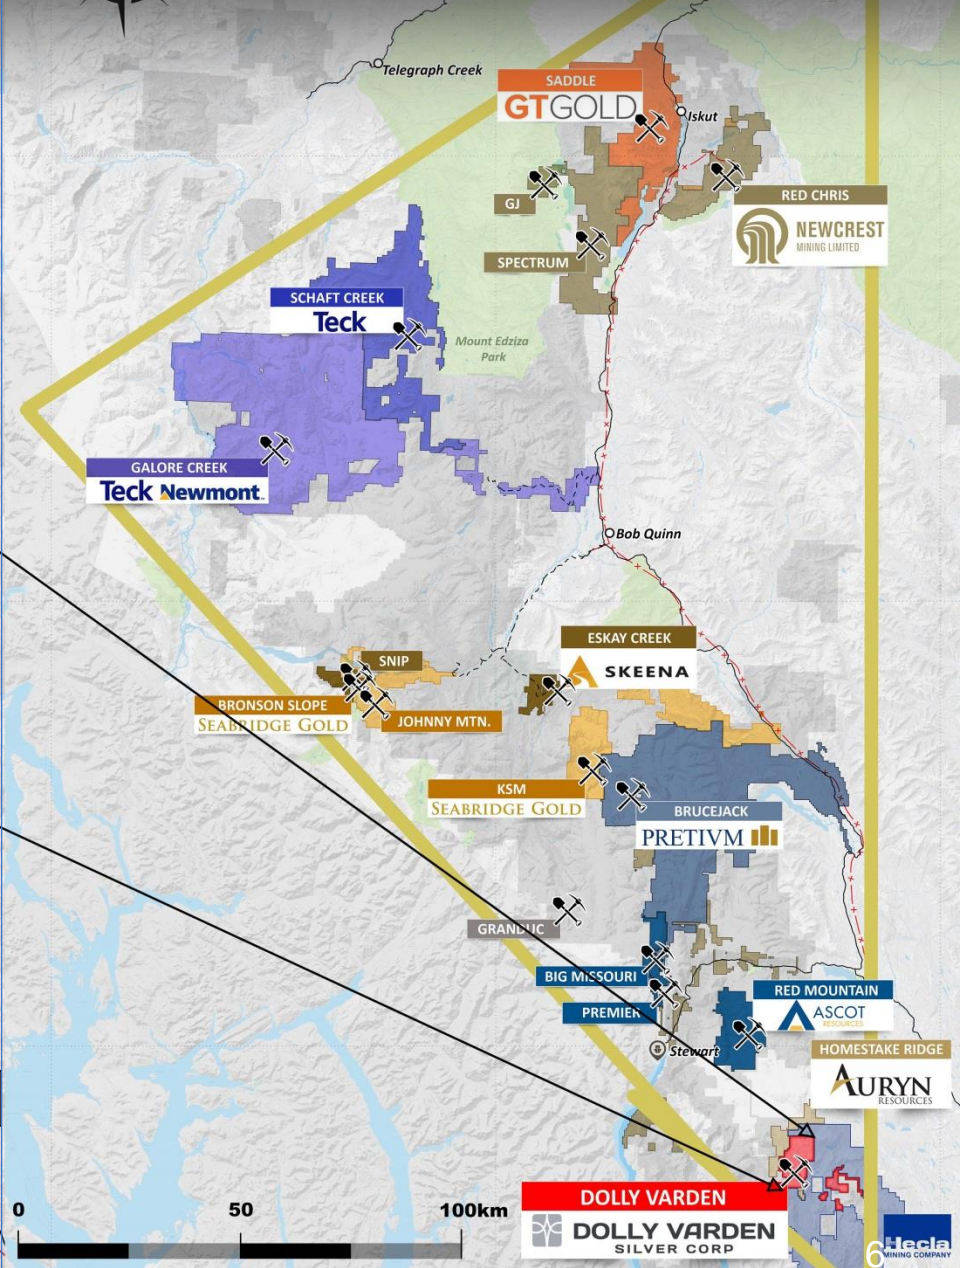 Telegraph Creek
SADDLE
GTGOLD
Iskut
GJ
RED CHRIS
NEWCREST
MINING LIMITED
SPECTRUM
SCHAFT CREEK
Teck
Mount Edziza
Park
GALORE CREEK
Teck Newmont
Bob Quinn
ESKAY CREEK
SKEENA
SNIP
BRONSON SLOPE
SEABRIDGE GOLD
JOHNNY MTN.
KSM
SEABRIDGE GOLD
BRUCEJACK
PRETIVM
GRANDUC
BIG MISSOURI
PREMIER
RED MOUNTAIN
ASCOT
RESOURCES
Stewart
HOMESTAKE RIDGE
AURYN
RESOURCES
DOLLY VARDEN
DOLLY VARDEN
SILVER CORP
0 50 100km
6
Hecla
MINING COMPANY